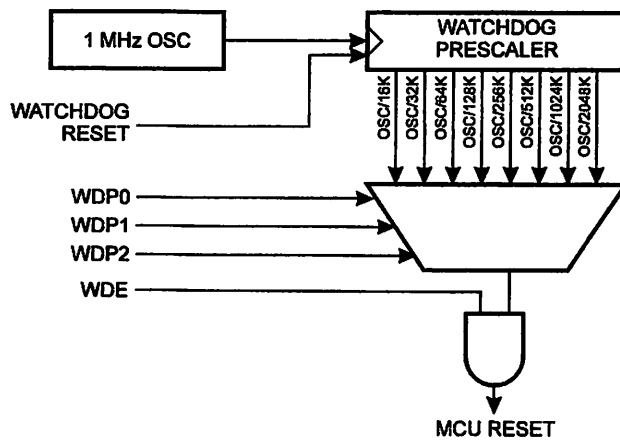 1 MHz OSC
WATCHDOG
PRESCALER
WATCHDOG
RESET
OSC/16K
OSC/32K
OSC/64K
OSC/128K
OSC/256K
OSC/512K
OSC/1024K
OSC/2048K
WDP0
WDP1
WDP2
WDE
MCU RESET